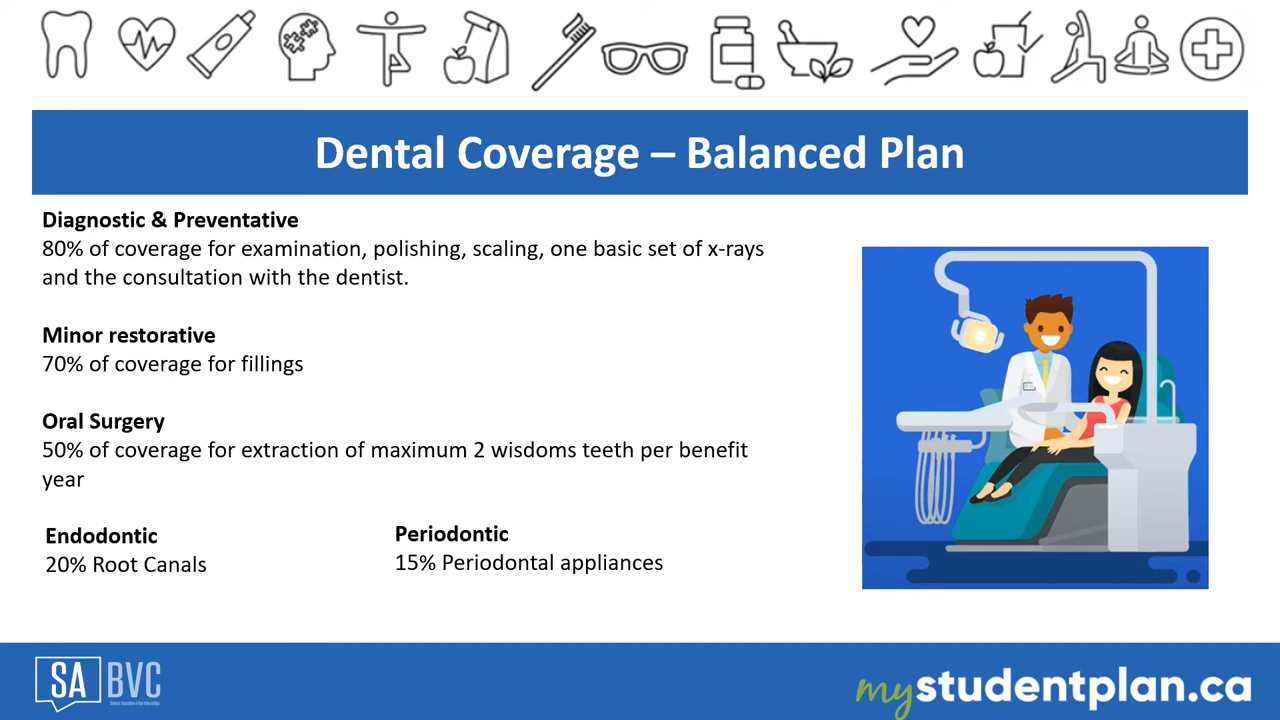 Dental Coverage – Balanced Plan
Diagnostic & Preventative
80% of coverage for examination, polishing, scaling, one basic set of x-rays
and the consultation with the dentist.
Minor restorative
70% of coverage for fillings
Oral Surgery
50% of coverage for extraction of maximum 2 wisdoms teeth per benefit
year
Endodontic
20% Root Canals
Periodontic
15% Periodontal appliances
SA BVC
mystudentplan.ca